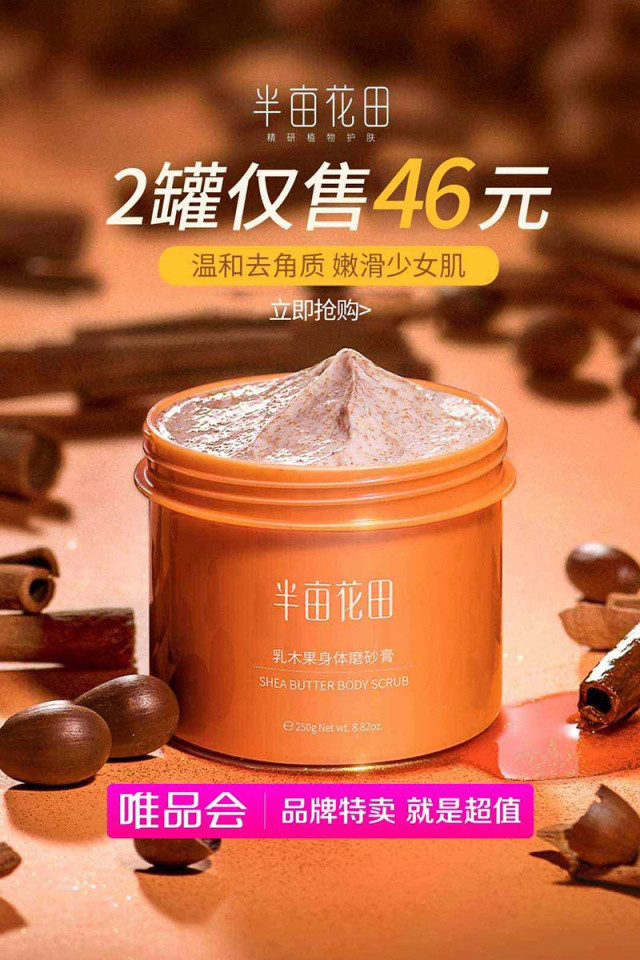 半亩花田
精研植物护肤
2罐仅售46元
温和去角质 嫩滑少女肌
立即抢购>
半亩花田
乳木果身体磨砂膏
SHEA BUTTER BODY SCRUB
℮250g Net wt. 8.82oz.
唯品会 品牌特卖 就是超值